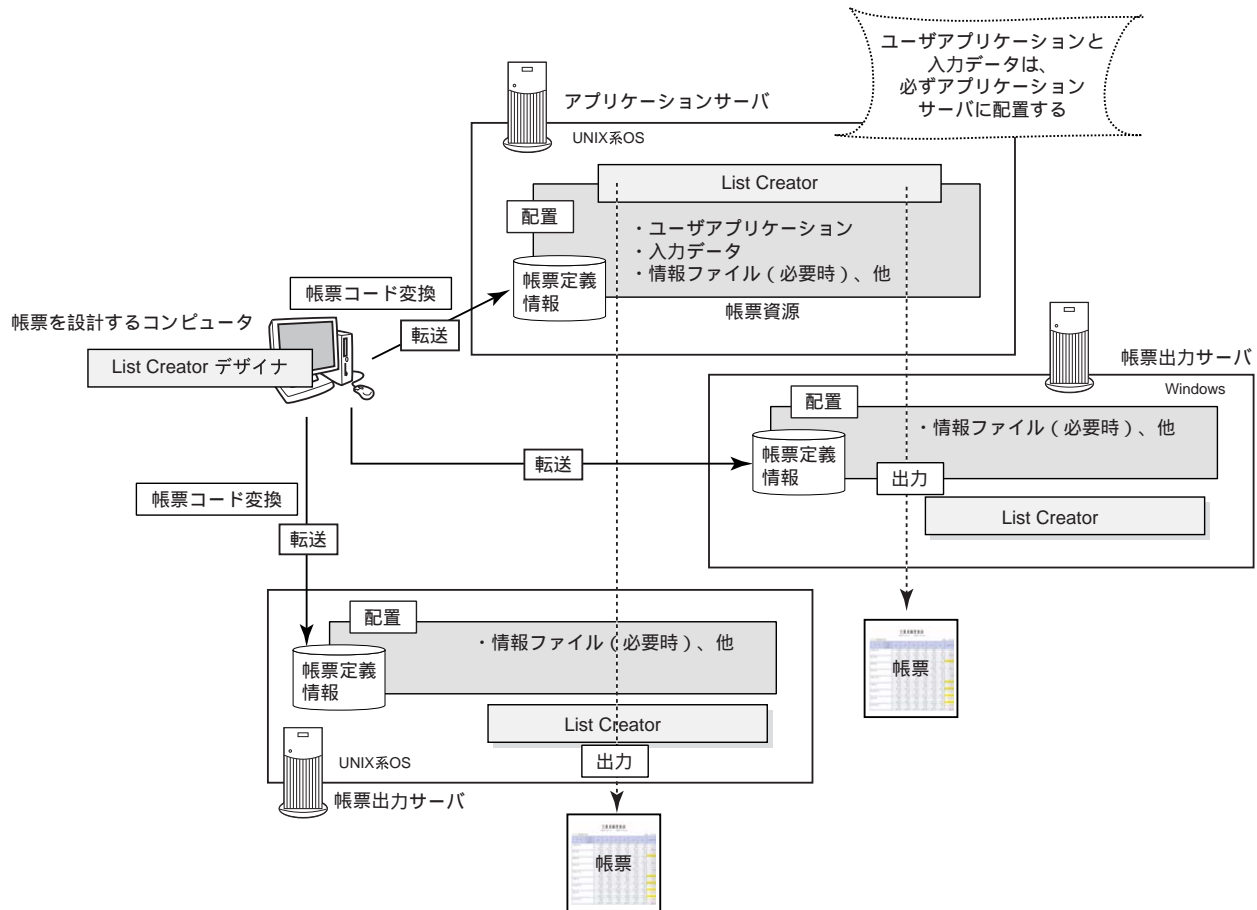 ユーザアプリケーションと
入力データは、
必ずアプリケーション
サーバに配置する
アプリケーションサーバ
UNIX系OS
List Creator
配置
・ユーザアプリケーション
・入力データ
・情報ファイル（必要時）、他
帳票定義
情報
帳票資源
帳票コード変換
転送
帳票を設計するコンピュータ
List Creator デザイナ
帳票出力サーバ
Windows
配置
・情報ファイル（必要時）、他
帳票定義
情報
転送
出力
List Creator
帳票コード変換
転送
配置
・情報ファイル（必要時）、他
帳票定義
情報
List Creator
UNIX系OS
出力
帳票出力サーバ
帳票
帳票